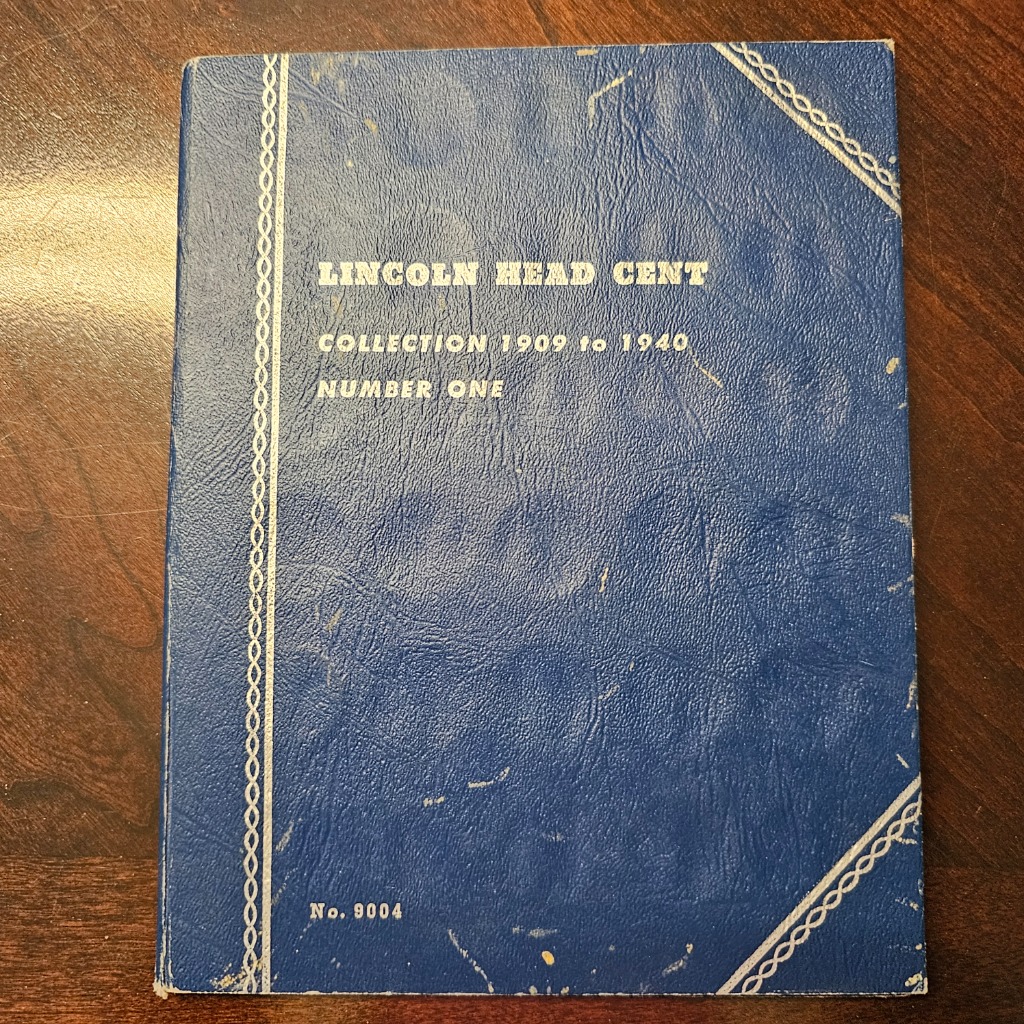 LINCOLN HEAD CENT
COLLECTION 1909 to 1940
NUMBER ONE
No. 9004